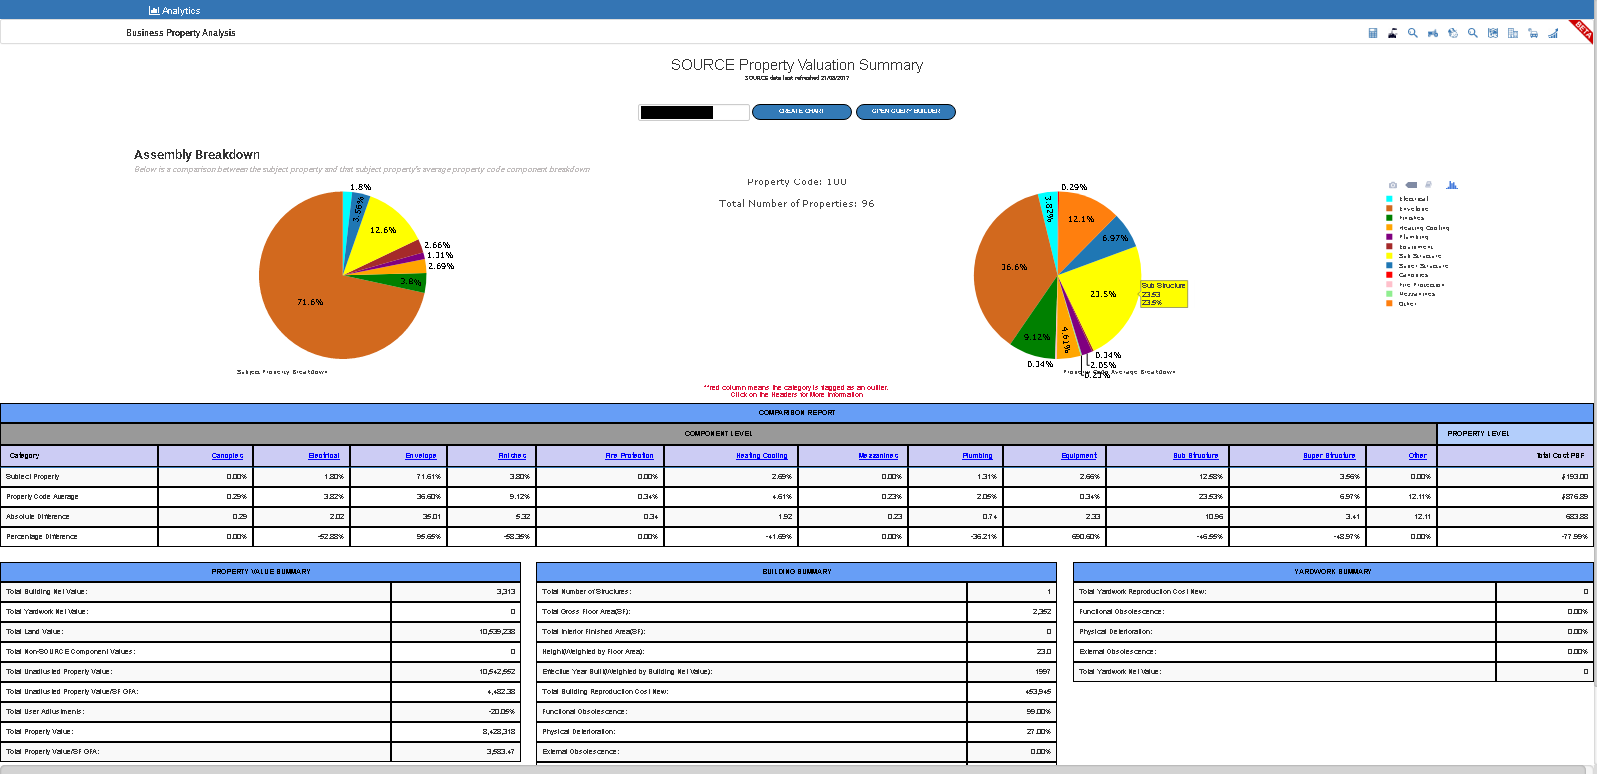 Analytics
Business Property Analysis
BETA
SOURCE Property Valuation Summary
SOURCE data last refreshed 21/08/2017
CREATE CHART
OPEN QUERY BUILDER
Assembly Breakdown
Below is a comparison between the subject property and that subject property's average property code component breakdown
1.8%
3.56%
12.6%
2.66%
1.31%
2.69%
3.8%
71.6%
Subject Property Breakdown
Property Code: 100
Total Number of Properties: 96
0.29%
3.82%
12.1%
6.97%
36.6%
23.5%
Sub Structure
23.53
23.5%
9.12%
4.61%
0.34%
0.34%
2.05%
0.23%
Property Code Average Breakdown
Electrical
Envelope
Finishes
Heating Cooling
Plumbing
Equipment
Sub Structure
Super Structure
Canopies
Fire Protection
Mezzanines
Other
**red column means the category is flagged as an outlier.
Click on the Headers for More Information
COMPARISON REPORT
COMPONENT LEVEL PROPERTY LEVEL
Category Canopies Electrical Envelope Finishes Fire Protection Heating Cooling Mezzanines Plumbing Equipment Sub Structure Super Structure Other Total Cost PSF
Subject Property 0.00% 1.80% 71.61% 3.80% 0.00% 2.69% 0.00% 1.31% 2.66% 12.58% 3.56% 0.00% $193.00
Property Code Average 0.29% 3.82% 36.60% 9.12% 0.34% 4.61% 0.23% 2.05% 0.34% 23.53% 6.97% 12.11% $876.89
Absolute Difference 0.29 2.02 35.01 5.32 0.34 1.92 0.23 0.74 2.33 10.96 3.41 12.11 683.88
Percentage Difference 0.00% -52.88% 95.65% -58.35% 0.00% -41.69% 0.00% -36.21% 690.60% -46.55% -48.97% 0.00% -77.99%
PROPERTY VALUE SUMMARY
Total Building Net Value: 3,313
Total Yardwork Net Value: 0
Total Land Value: 10,539,238
Total Non-SOURCE Component Values: 0
Total Unadjusted Property Value: 10,542,552
Total Unadjusted Property Value/SF GFA: 4,482.38
Total User Adjustments: -20.05%
Total Property Value: 8,428,318
Total Property Value/SF GFA: 3,583.47
BUILDING SUMMARY
Total Number of Structures: 1
Total Gross Floor Area(SF): 2,352
Total Interior Finished Area(SF): 0
Height(Weighted by Floor Area): 23.0
Effective Year Built(Weighted by Building Net Value): 1997
Total Building Reproduction Cost New: 453,945
Functional Obsolescence: 99.00%
Physical Deterioration: 27.00%
External Obsolescence: 0.00%
YARDWORK SUMMARY
Total Yardwork Reproduction Cost New: 0
Functional Obsolescence: 0.00%
Physical Deterioration: 0.00%
External Obsolescence: 0.00%
Total Yardwork Net Value: 0